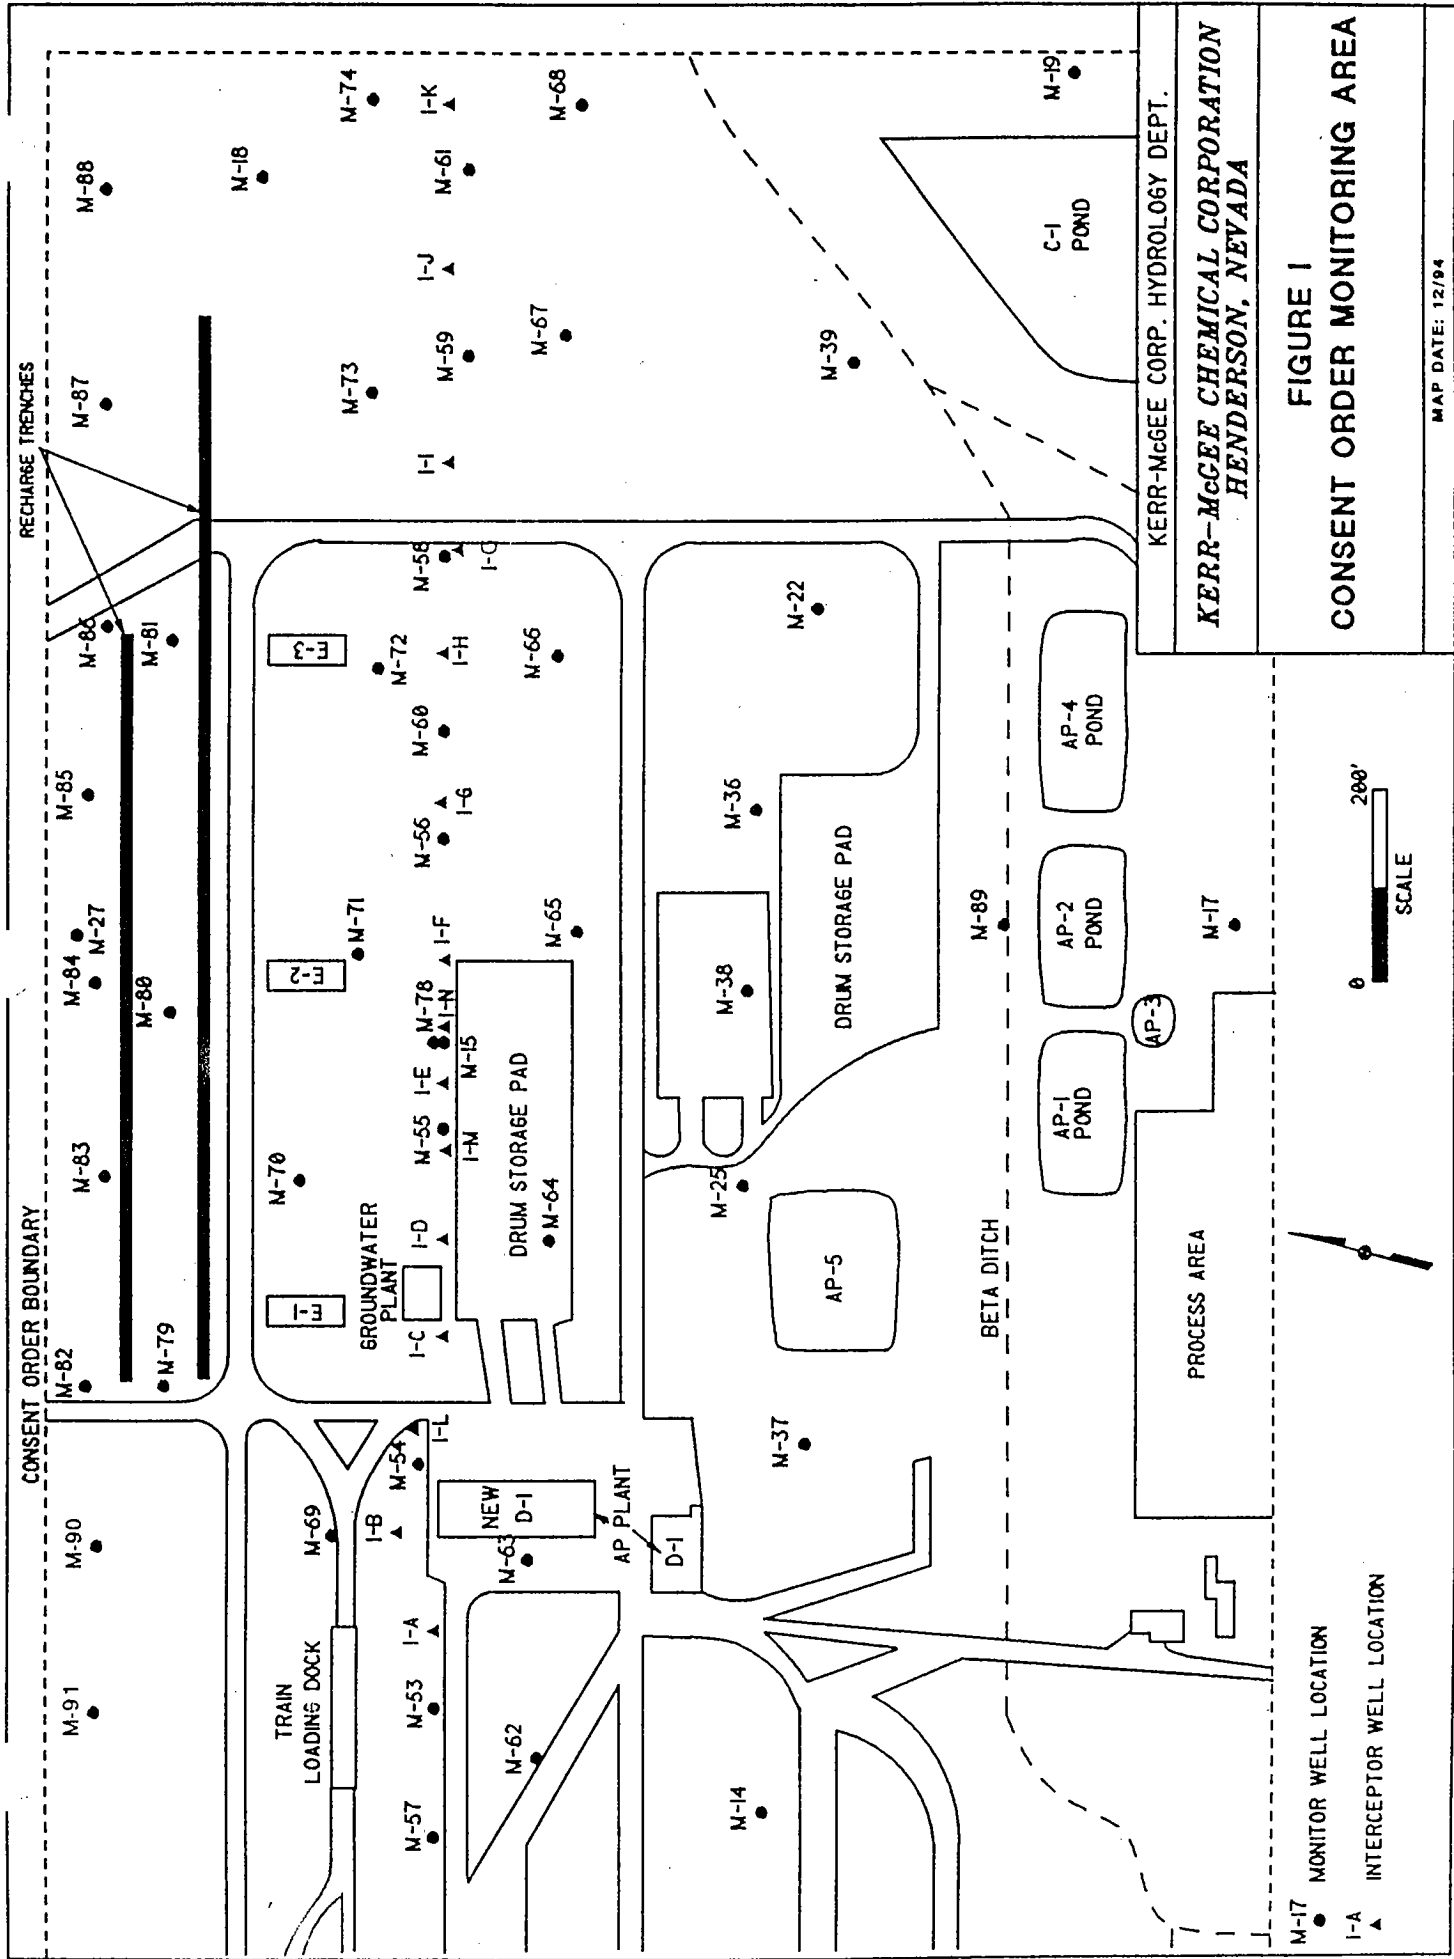 CONSENT ORDER BOUNDARY
RECHARGE TRENCHES
M-91
M-90
M-82
M-79
M-83
M-80
M-84
M-27
M-85
M-86
M-81
M-87
M-88
M-18
TRAIN
LOADING DOCK
M-69
E-1
M-70
E-2
M-71
E-3
M-72
M-73
M-74
GROUNDWATER
PLANT
M-57
M-53
I-A
I-B
M-54
I-L
I-C
I-D
M-55
I-M
I-E
M-15
M-78
I-N
I-F
M-56
I-G
M-60
I-H
M-58
I-O
I-I
M-59
I-J
M-61
I-K
M-62
M-63
NEW
D-1
AP PLANT
D-1
DRUM STORAGE PAD
M-64
M-65
M-66
M-67
M-68
M-14
M-37
M-25
M-38
M-36
M-22
M-39
AP-5
DRUM STORAGE PAD
BETA DITCH
M-89
C-1
POND
M-19
AP-1
POND
AP-3
AP-2
POND
AP-4
POND
PROCESS AREA
M-17
M-17 MONITOR WELL LOCATION
I-A INTERCEPTOR WELL LOCATION
0 200'
SCALE
KERR-McGEE CORP. HYDROLOGY DEPT.
KERR-McGEE CHEMICAL CORPORATION
HENDERSON, NEVADA
FIGURE 1
CONSENT ORDER MONITORING AREA
MAP DATE: 12/94